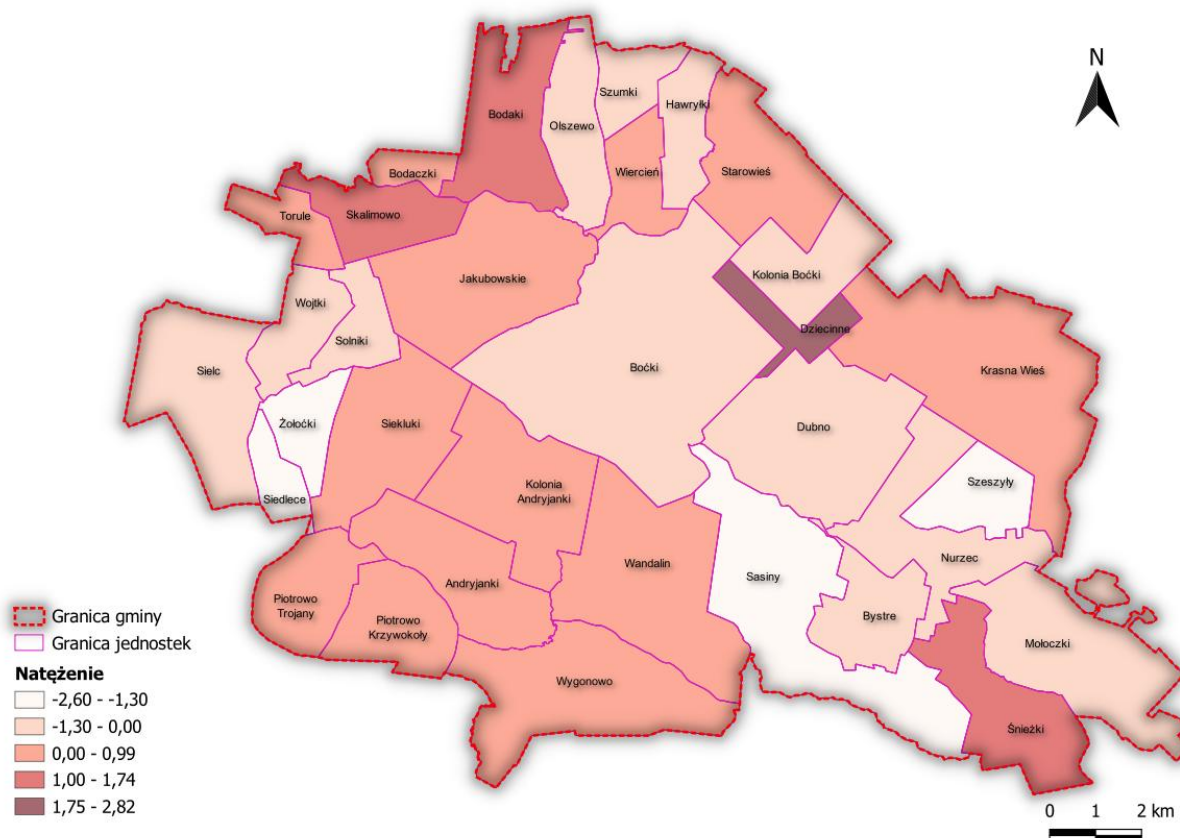 N
Szumki
Bodaki
Hawryłki
Olszewo
Bodaczki
Wiercień
Starowieś
Torule
Skalimowo
Jakubowskie
Kolonia Boćki
Wojtki
Dziecinne
Solniki
Sielc
Boćki
Krasna Wieś
Żołoćki
Siekluki
Dubno
Kolonia
Andryjanki
Szeszyły
Siedlece
Nurzec
Wandalin
Sasiny
Andryjanki
Piotrowo
Trojany
Piotrowo
Krzywokoły
Bystre
Mołoczki
Wygonowo
Śnieżki
Granica gminy
Granica jednostek
Natężenie
-2,60 - -1,30
-1,30 - 0,00
0,00 - 0,99
1,00 - 1,74
1,75 - 2,82
0 1 2 km